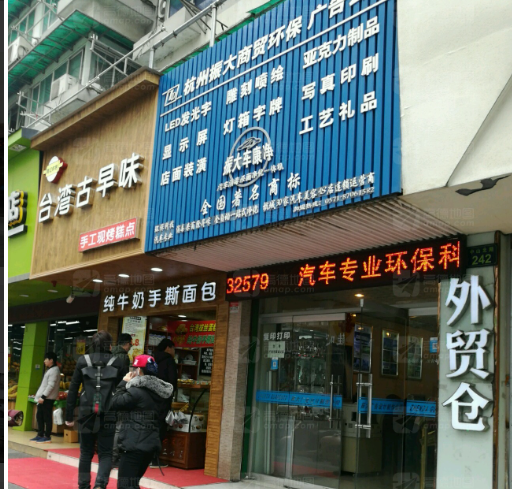 杭州振大商贸环保 广告
LED发光字 雕刻喷绘 亚克力制品
显示屏 灯箱字牌 写真印刷
店面装潢 工艺礼品
振大车徽净
全国著名商标
台湾古早味
手工现烤糕点
纯牛奶手撕面包
32579 汽车专业环保科
242
外贸仓